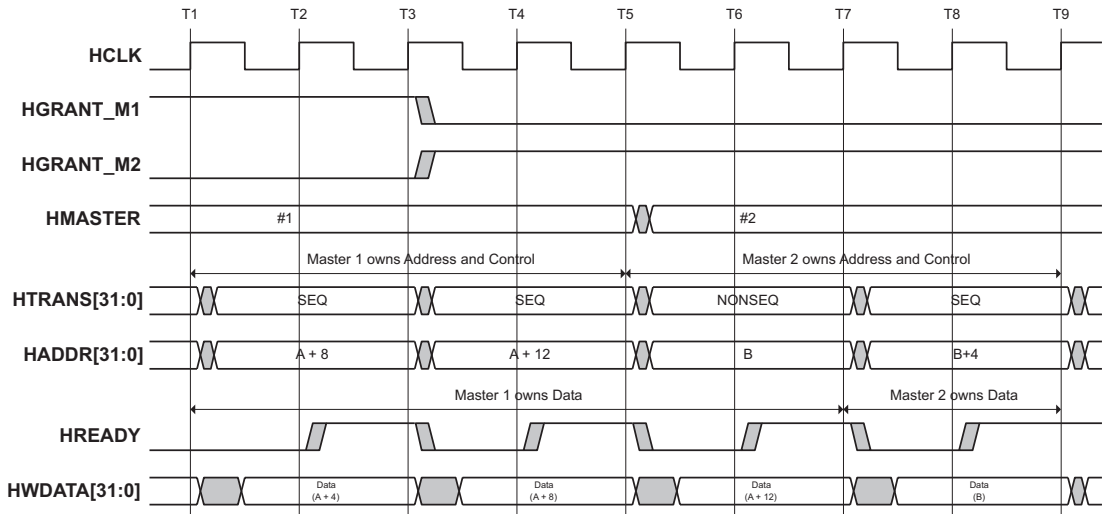 T1 T2 T3 T4 T5 T6 T7 T8 T9
HCLK
HGRANT_M1
HGRANT_M2
HMASTER #1 #2
Master 1 owns Address and Control Master 2 owns Address and Control
HTRANS[31:0] SEQ SEQ NONSEQ SEQ
HADDR[31:0] A + 8 A + 12 B B+4
Master 1 owns Data Master 2 owns Data
HREADY
HWDATA[31:0] Data Data Data Data
(A + 4) (A + 8) (A + 12) (B)